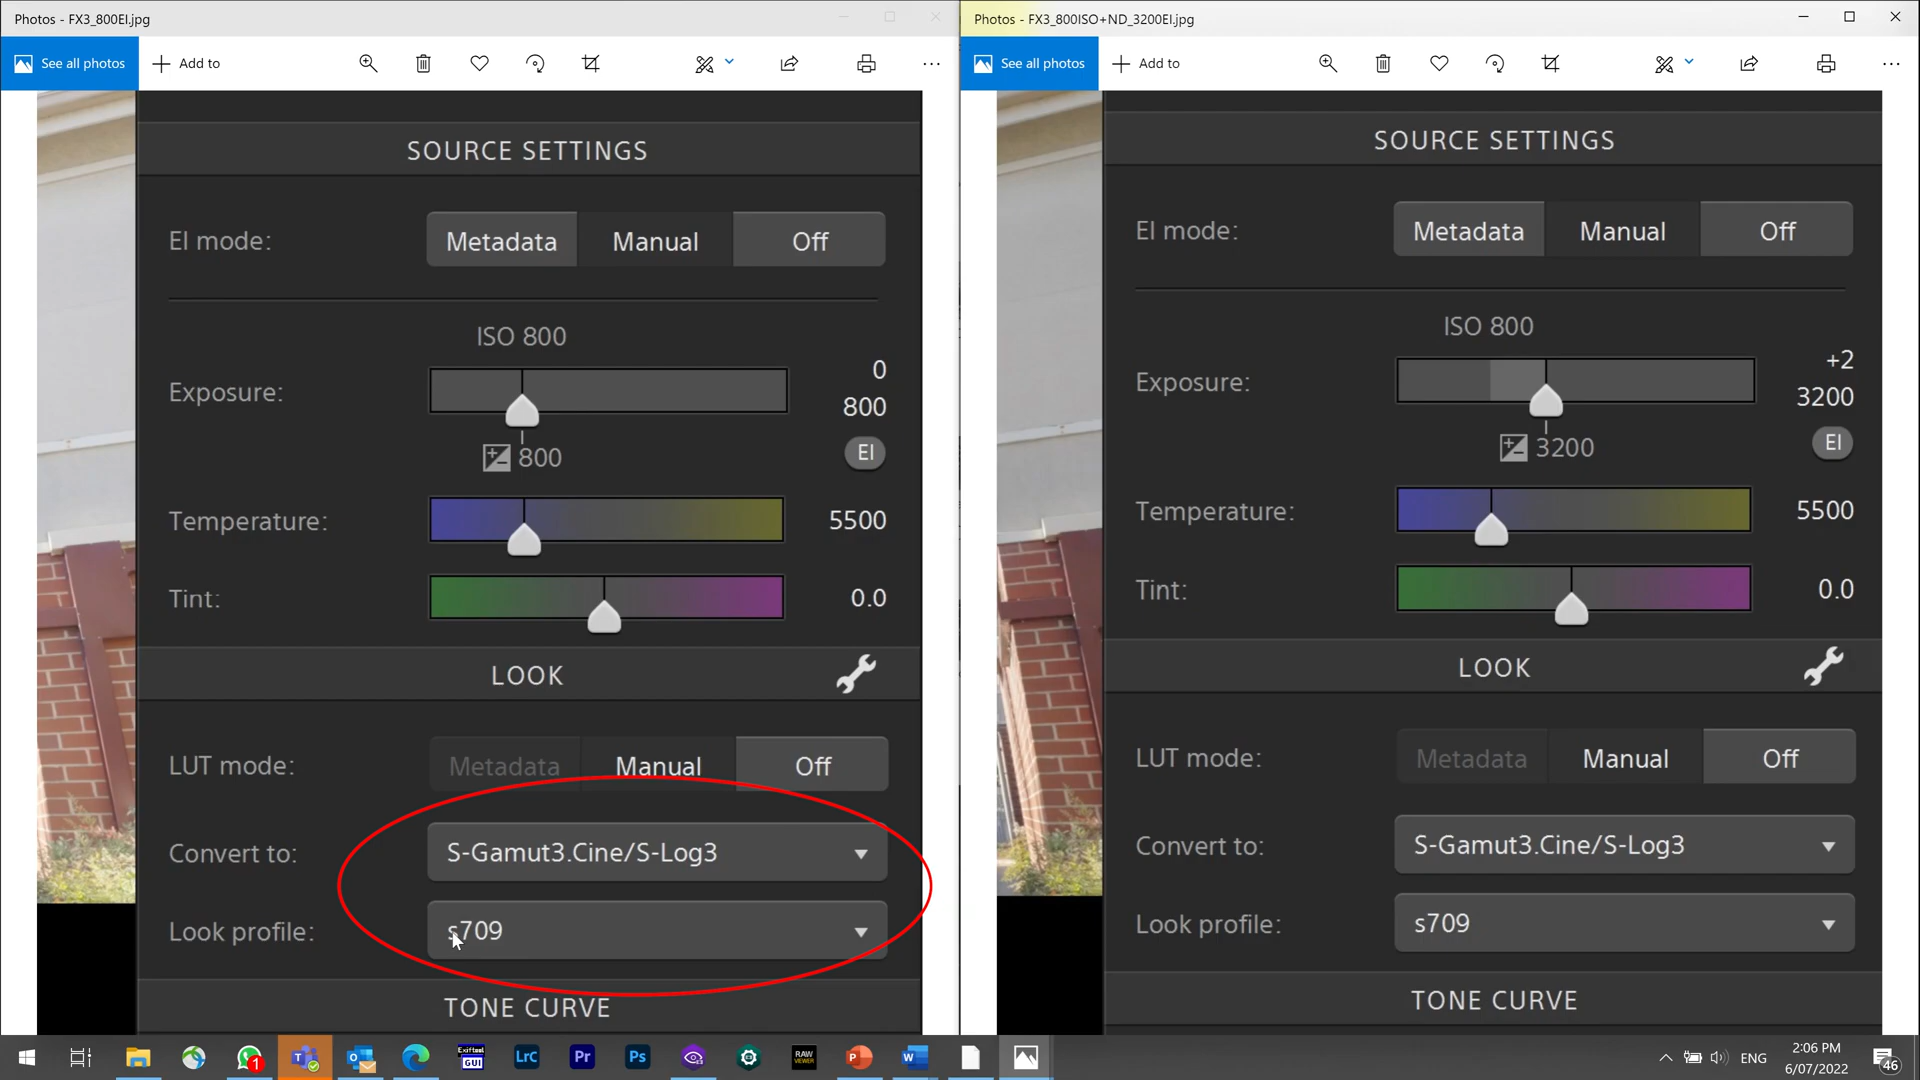 Photos - FX3_800EI.jpg
See all photos
Add to
SOURCE SETTINGS
EI mode:
Metadata
Manual
Off
ISO 800
Exposure:
0
800
800
EI
Temperature:
5500
Tint:
0.0
LOOK
LUT mode:
Metadata
Manual
Off
Convert to:
S-Gamut3.Cine/S-Log3
Look profile:
s709
TONE CURVE
Photos - FX3_800ISO+ND_3200EI.jpg
See all photos
Add to
SOURCE SETTINGS
EI mode:
Metadata
Manual
Off
ISO 800
Exposure:
+2
3200
3200
EI
Temperature:
5500
Tint:
0.0
LOOK
LUT mode:
Metadata
Manual
Off
Convert to:
S-Gamut3.Cine/S-Log3
Look profile:
s709
TONE CURVE
1
Exiftool
GUI
LrC
Pr
Ps
RAW
VIEWER
ENG
2:06 PM
6/07/2022
46